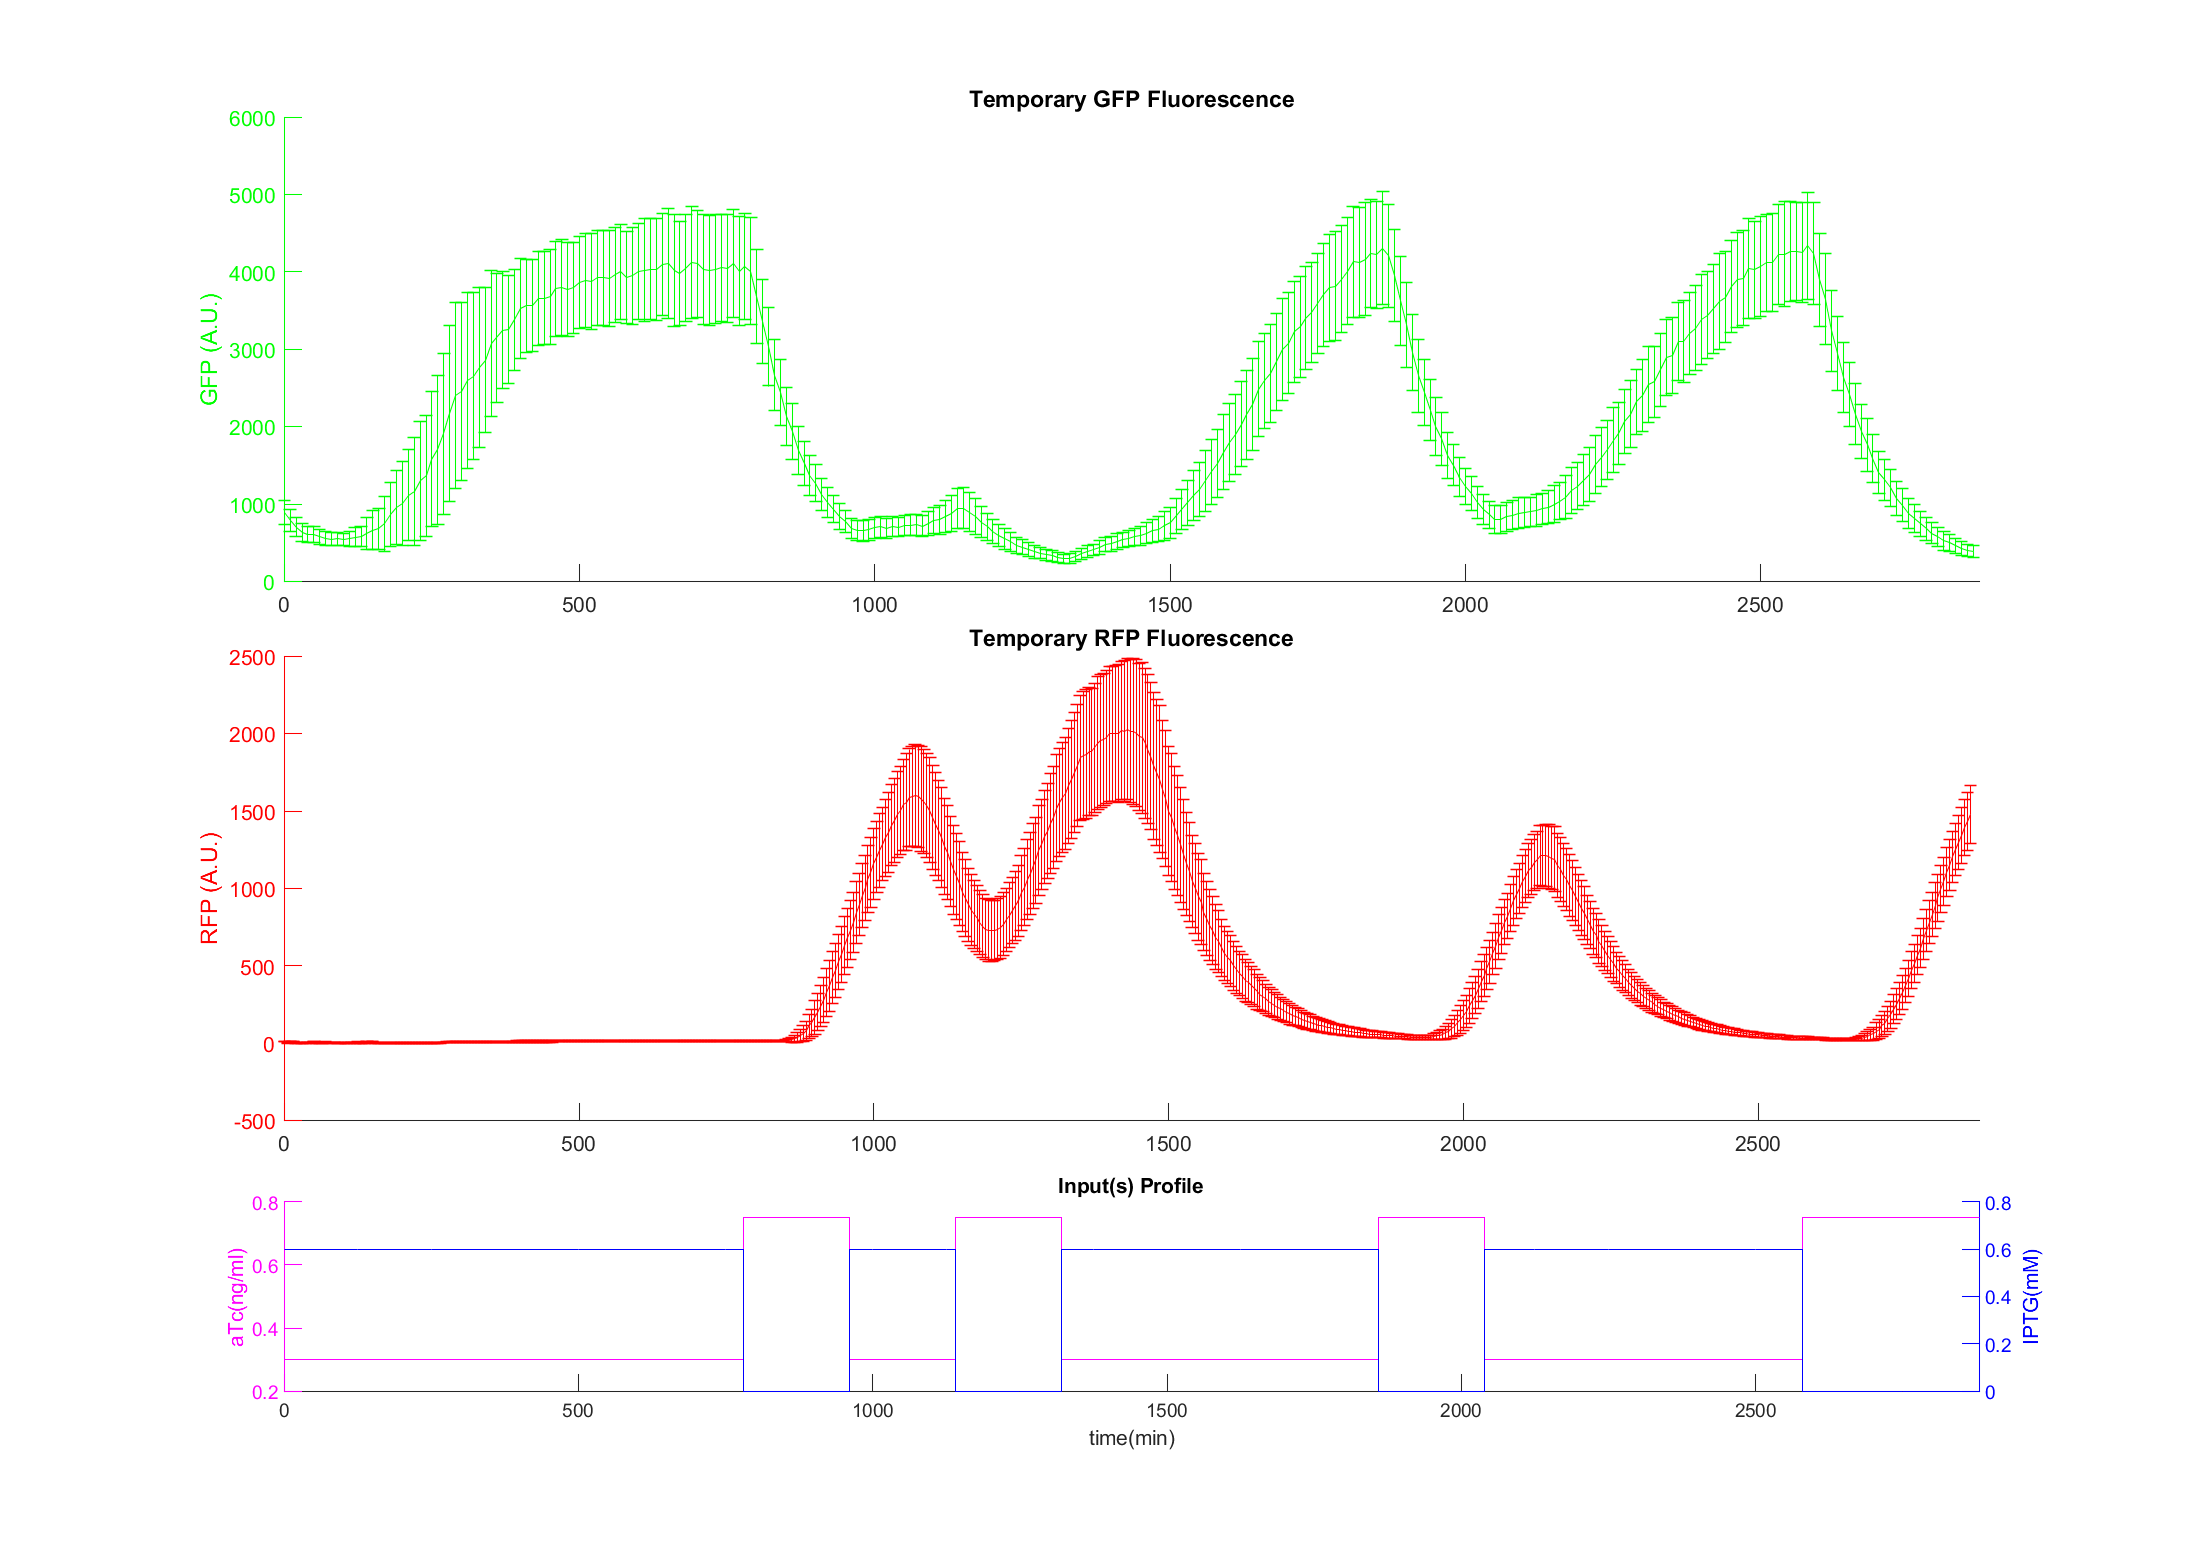 Temporary GFP Fluorescence
6000
5000
4000
3000
2000
1000
0
GFP (A.U.)
0 500 1000 1500 2000 2500
Temporary RFP Fluorescence
2500
2000
1500
1000
500
0
-500
RFP (A.U.)
0 500 1000 1500 2000 2500
Input(s) Profile
0.8
0.6
0.4
0.2
aTc(ng/ml)
0.8
0.6
0.4
0.2
0
IPTG(mM)
0 500 1000 1500 2000 2500
time(min)